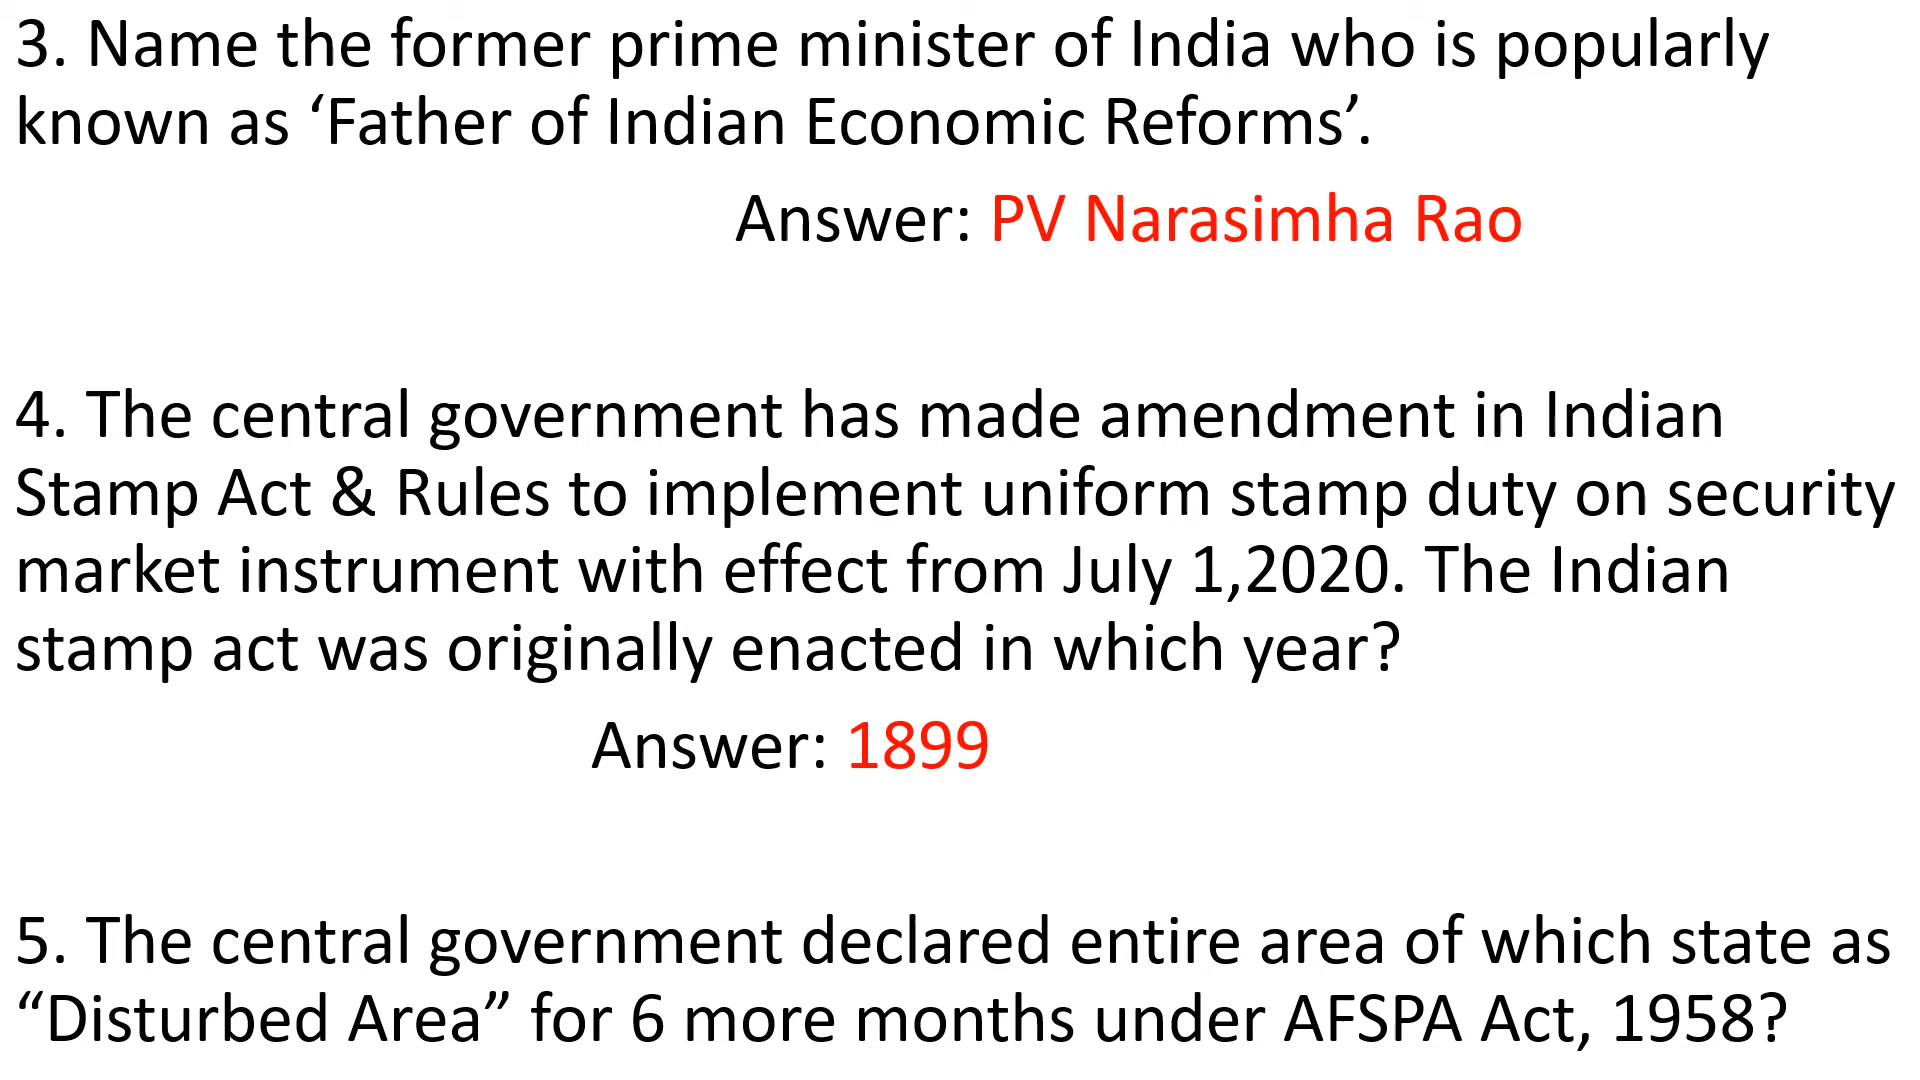 3. Name the former prime minister of India who is popularly
known as ‘Father of Indian Economic Reforms’.
Answer: PV Narasimha Rao
4. The central government has made amendment in Indian
Stamp Act & Rules to implement uniform stamp duty on security
market instrument with effect from July 1,2020. The Indian
stamp act was originally enacted in which year?
Answer: 1899
5. The central government declared entire area of which state as
“Disturbed Area” for 6 more months under AFSPA Act, 1958?